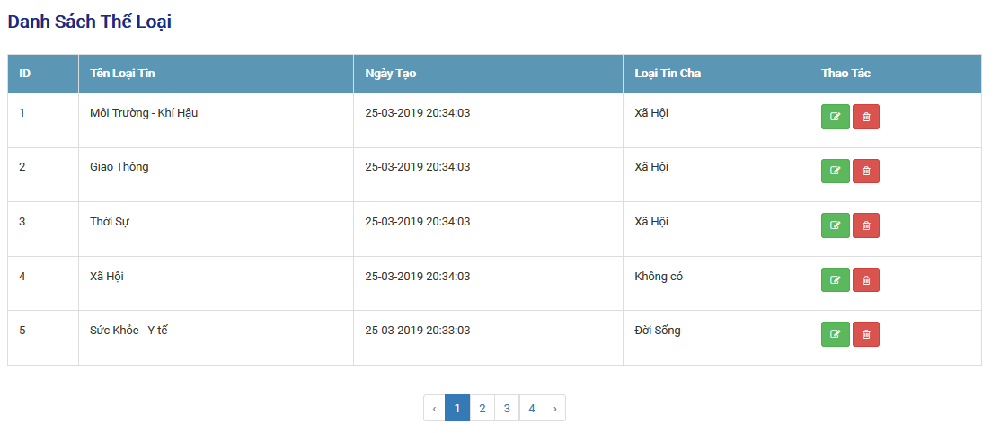 Danh Sách Thể Loại
ID Tên Loại Tin Ngày Tạo Loại Tin Cha Thao Tác
1 Môi Trường - Khí Hậu 25-03-2019 20:34:03 Xã Hội
2 Giao Thông 25-03-2019 20:34:03 Xã Hội
3 Thời Sự 25-03-2019 20:34:03 Xã Hội
4 Xã Hội 25-03-2019 20:34:03 Không có
5 Sức Khỏe - Y tế 25-03-2019 20:33:03 Đời Sống
‹ 1 2 3 4 ›